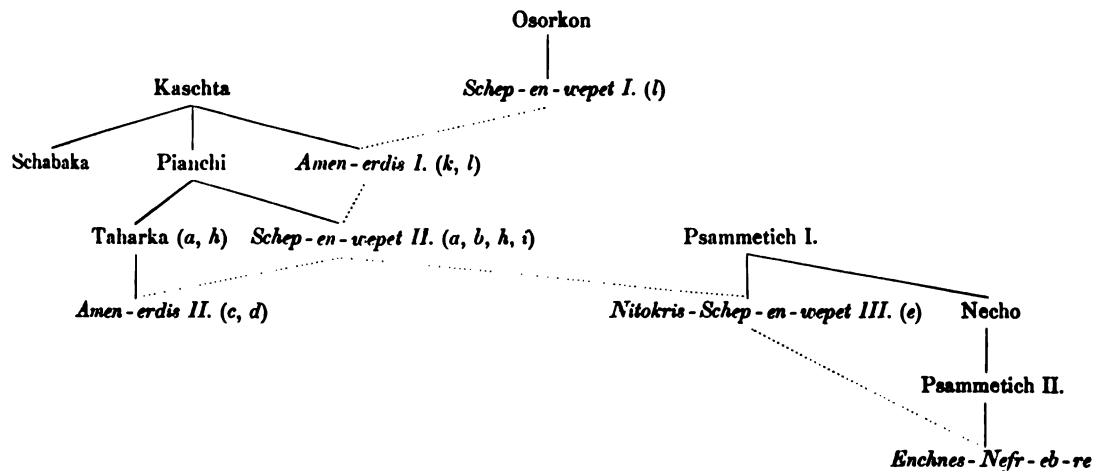 Osorkon
Kaschta Schep-en-wepet I. (l)
Schabaka Pianchi Amen-erdis I. (k, l)
Taharka (a, h) Schep-en-wepet II. (a, b, h, i) Psammetich I.
Amen-erdis II. (c, d) Nitokris-Schep-en-wepet III. (e) Necho
Psammetich II.
Enchnes-Nefr-eb-re